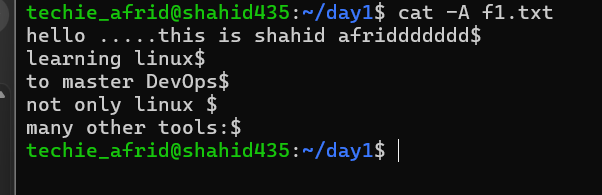 techie_afrid@shahid435:~/day1$ cat -A f1.txt
hello .....this is shahid afridddddddd$
learning linux$
to master DevOps$
not only linux $
many other tools:$
techie_afrid@shahid435:~/day1$